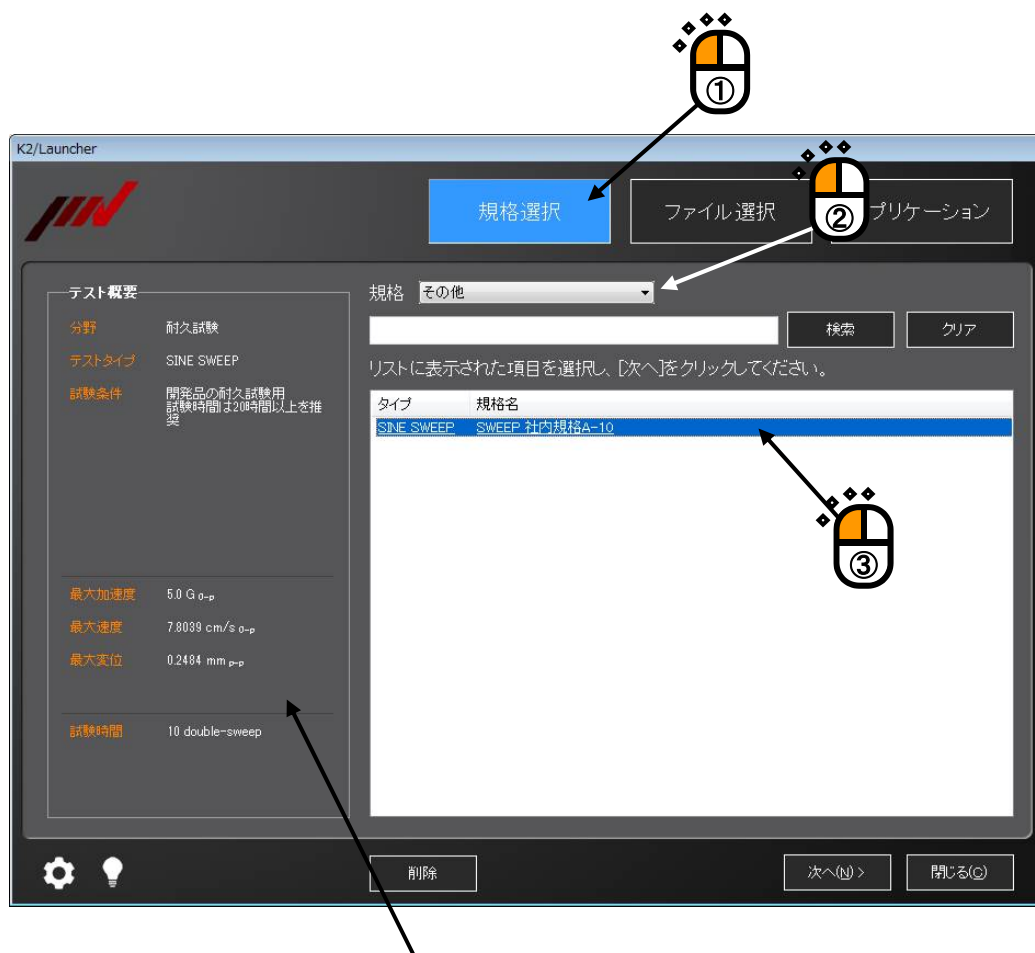 ①
K2/Launcher
規格選択
ファイル選択
②
プリケーション
テスト概要
分野 耐久試験
テストタイプ SINE SWEEP
試験条件 開発品の耐久試験用
試験時間は20時間以上を推
奨
最大加速度 5.0 G 0-p
最大速度 7.8039 cm/s 0-p
最大変位 0.2484 mm p-p
試験時間 10 double-sweep
規格 その他
検索 クリア
リストに表示された項目を選択し、[次へ]をクリックしてください。
タイプ 規格名
SINE SWEEP SWEEP 社内規格A-10
③
削除 次へ(N) > 閉じる(C)